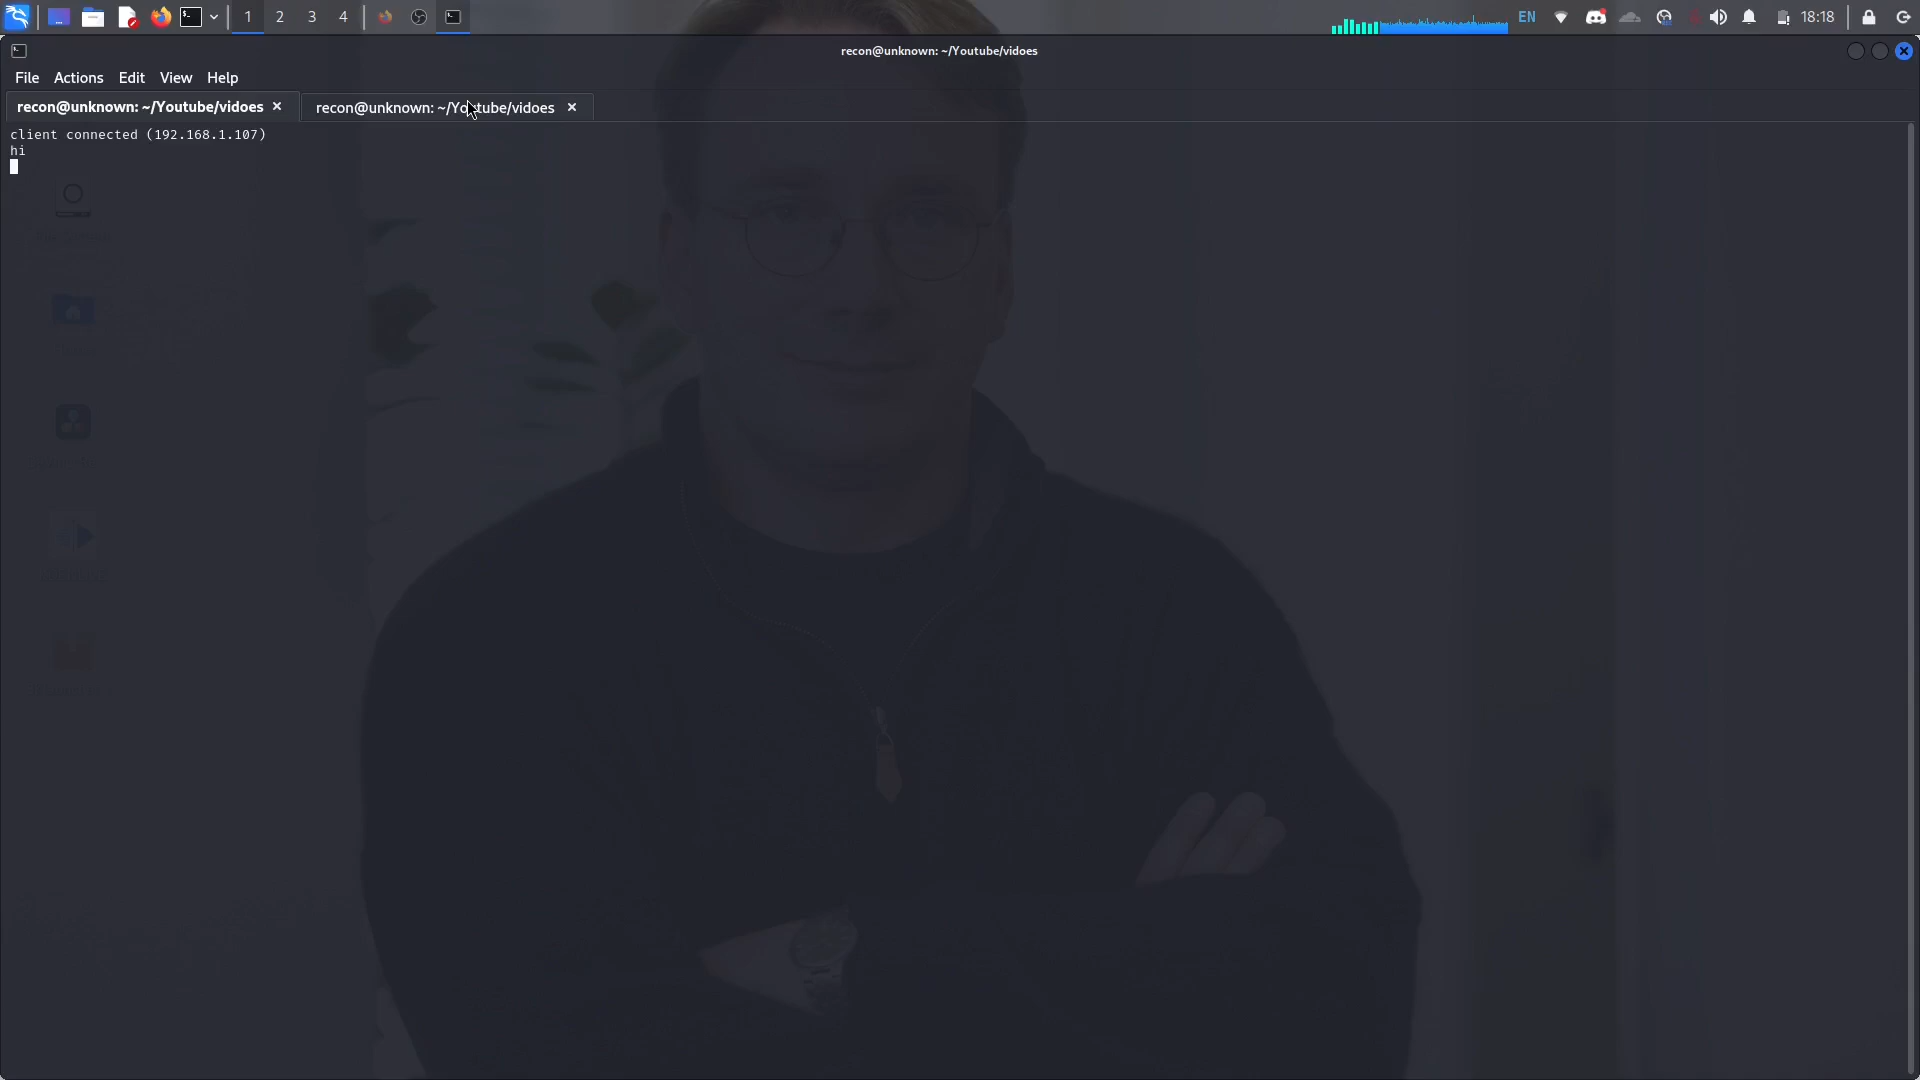 1 2 3 4 EN 18:18
recon@unknown: ~/Youtube/vidoes
File Actions Edit View Help
recon@unknown: ~/Youtube/vidoes recon@unknown: ~/Youtube/vidoes
client connected (192.168.1.107)
hi